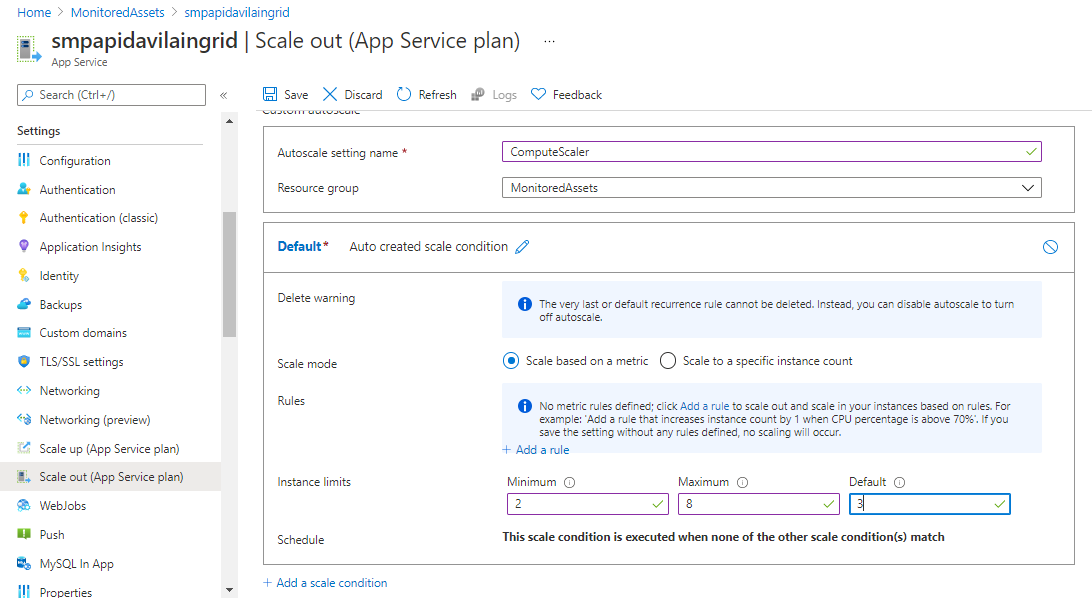 Home > MonitoredAssets > smpapidavilaingrid
smpapidavilaingrid | Scale out (App Service plan) ...
App Service
Search (Ctrl+/)
«
Save Discard Refresh Logs Feedback
Custom autoscale
Settings
Configuration
Authentication
Authentication (classic)
Application Insights
Identity
Backups
Custom domains
TLS/SSL settings
Networking
Networking (preview)
Scale up (App Service plan)
Scale out (App Service plan)
WebJobs
Push
MySQL In App
Properties
Autoscale setting name *
ComputeScaler
Resource group
MonitoredAssets
Default* Auto created scale condition
Delete warning
The very last or default recurrence rule cannot be deleted. Instead, you can disable autoscale to turn
off autoscale.
Scale mode
Scale based on a metric Scale to a specific instance count
Rules
No metric rules defined; click Add a rule to scale out and scale in your instances based on rules. For
example: 'Add a rule that increases instance count by 1 when CPU percentage is above 70%'. If you
save the setting without any rules defined, no scaling will occur.
+ Add a rule
Instance limits
Minimum Maximum Default
2 8 3
Schedule
This scale condition is executed when none of the other scale condition(s) match
+ Add a scale condition